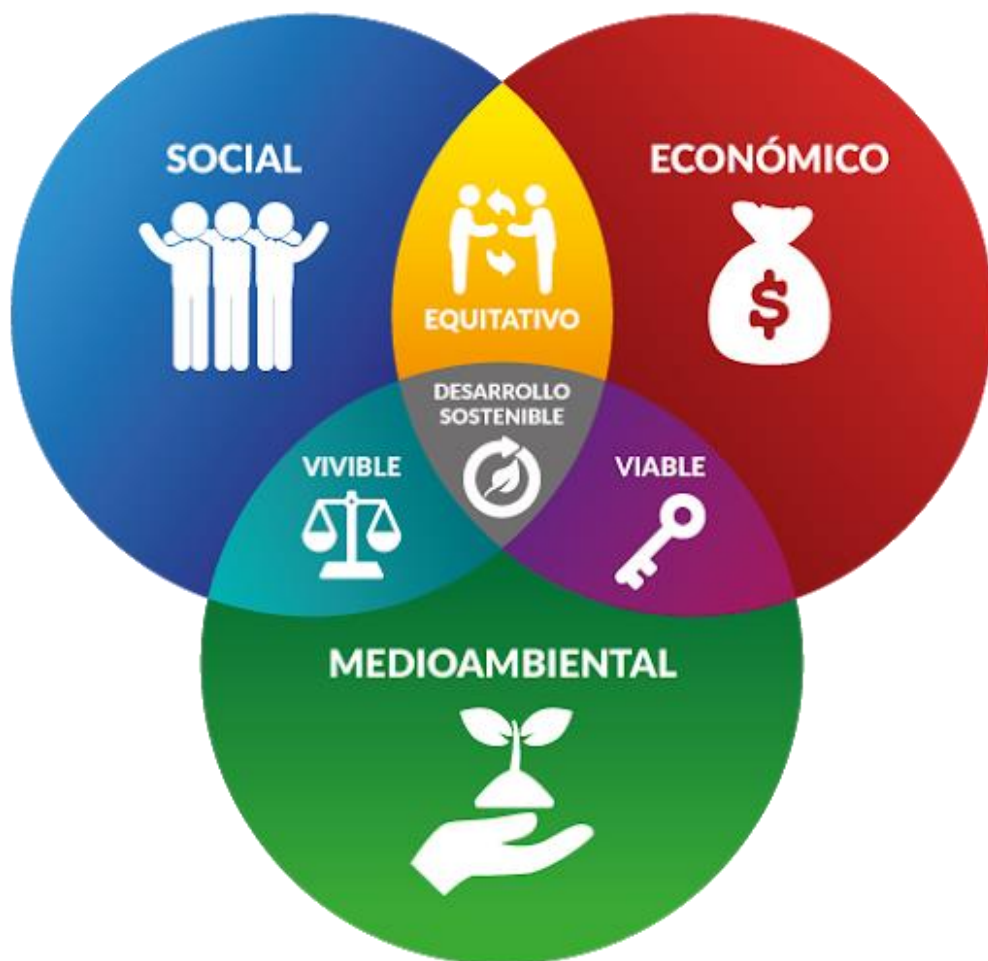 SOCIAL
ECONÓMICO
$
EQUITATIVO
DESARROLLO
SOSTENIBLE
VIVIBLE
VIABLE
MEDIOAMBIENTAL